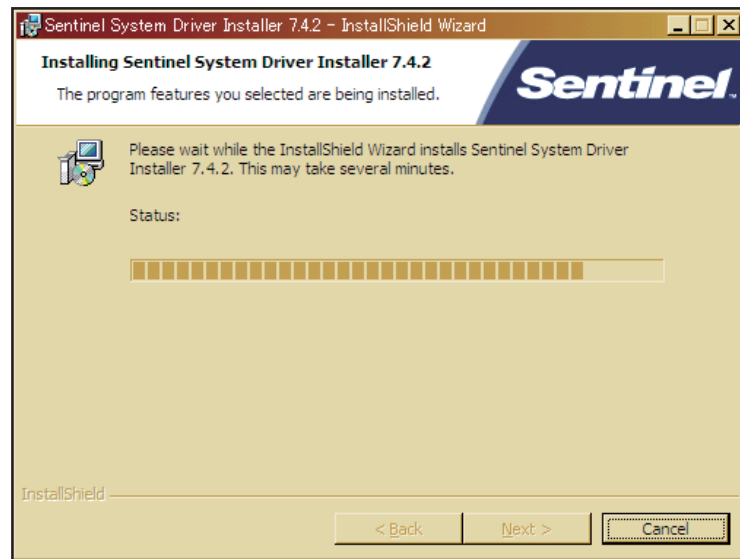 Sentinel System Driver Installer 7.4.2 - InstallShield Wizard
Installing Sentinel System Driver Installer 7.4.2
The program features you selected are being installed.
Sentinel™
Please wait while the InstallShield Wizard installs Sentinel System Driver
Installer 7.4.2. This may take several minutes.
Status:
InstallShield
< Back
Next >
Cancel